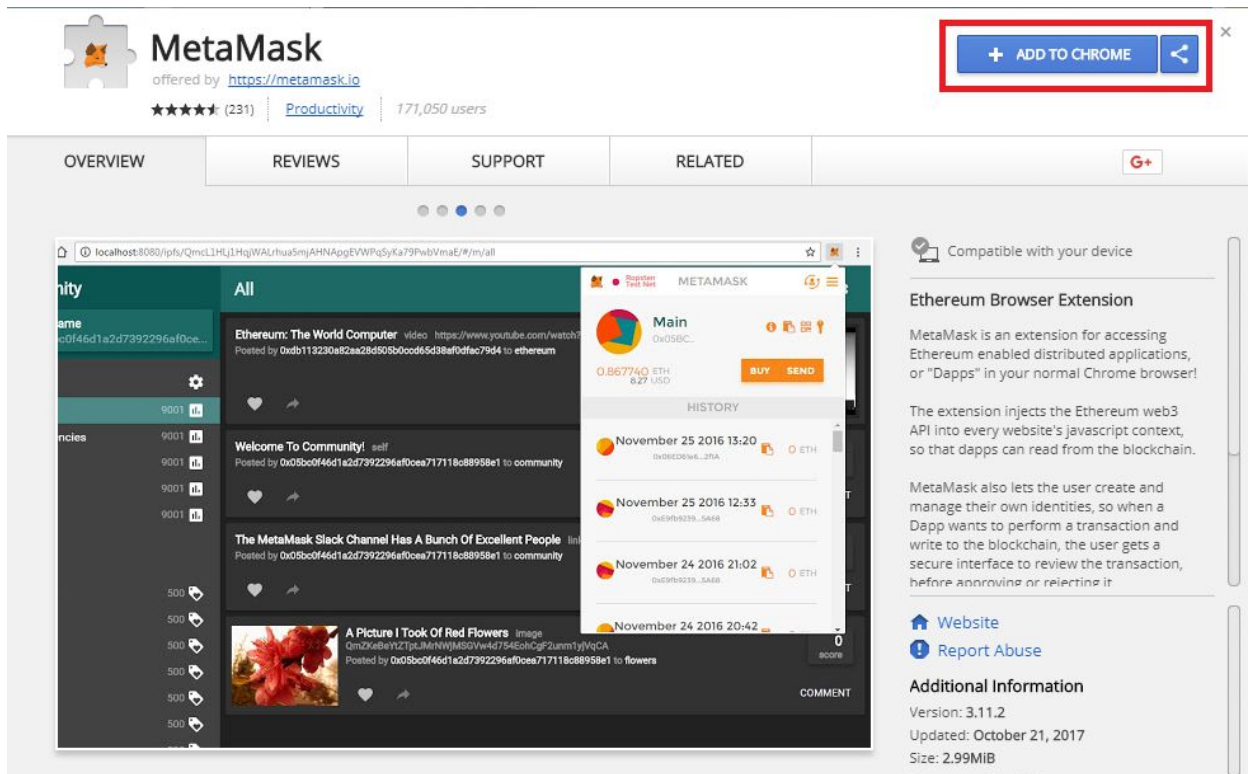 MetaMask
offered by https://metamask.io
(231) Productivity 171,050 users
+ ADD TO CHROME
×
OVERVIEW REVIEWS SUPPORT RELATED G+
localhost:8080/ipfs/
All
Ethereum: The World Computer video https://www.youtube.com/watch?
Posted by to ethereum
9001
ncies 9001
9001
9001
9001
Welcome To Community! self
Posted by 0x05bc0f46d1a2d7392296af0cea717118c88958e1 to community
The MetaMask Slack Channel Has A Bunch Of Excellent People
Posted by 0x05bc0f46d1a2d7392296af0cea717118c88958e1 to community
500
500
500
500
500
500
A Picture I Took Of Red Flowers image
Posted by 0x05bc0f46d1a2d7392296af0cea717118c88958e1 to flowers
0
score
COMMENT
Ropsten
Test Net
METAMASK
Main
0x05BC...
0.867740 ETH
8.27 USD
BUY SEND
HISTORY
November 25 2016 13:20
0 ETH
November 25 2016 12:33
0 ETH
November 24 2016 21:02
0 ETH
November 24 2016 20:42
Compatible with your device
Ethereum Browser Extension
MetaMask is an extension for accessing
Ethereum enabled distributed applications,
or "Dapps" in your normal Chrome browser!
The extension injects the Ethereum web3
API into every website's javascript context,
so that dapps can read from the blockchain.
MetaMask also lets the user create and
manage their own identities, so when a
Dapp wants to perform a transaction and
write to the blockchain, the user gets a
secure interface to review the transaction,
before approving or rejecting it
Website
Report Abuse
Additional Information
Version: 3.11.2
Updated: October 21, 2017
Size: 2.99MiB